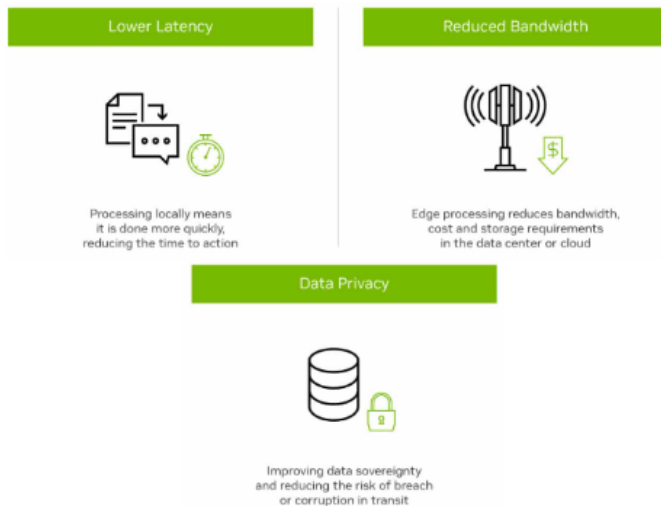 Lower Latency
Processing locally means
it is done more quickly,
reducing the time to action
Reduced Bandwidth
$
Edge processing reduces bandwidth,
cost and storage requirements
in the data center or cloud
Data Privacy
Improving data sovereignty
and reducing the risk of breach
or corruption in transit